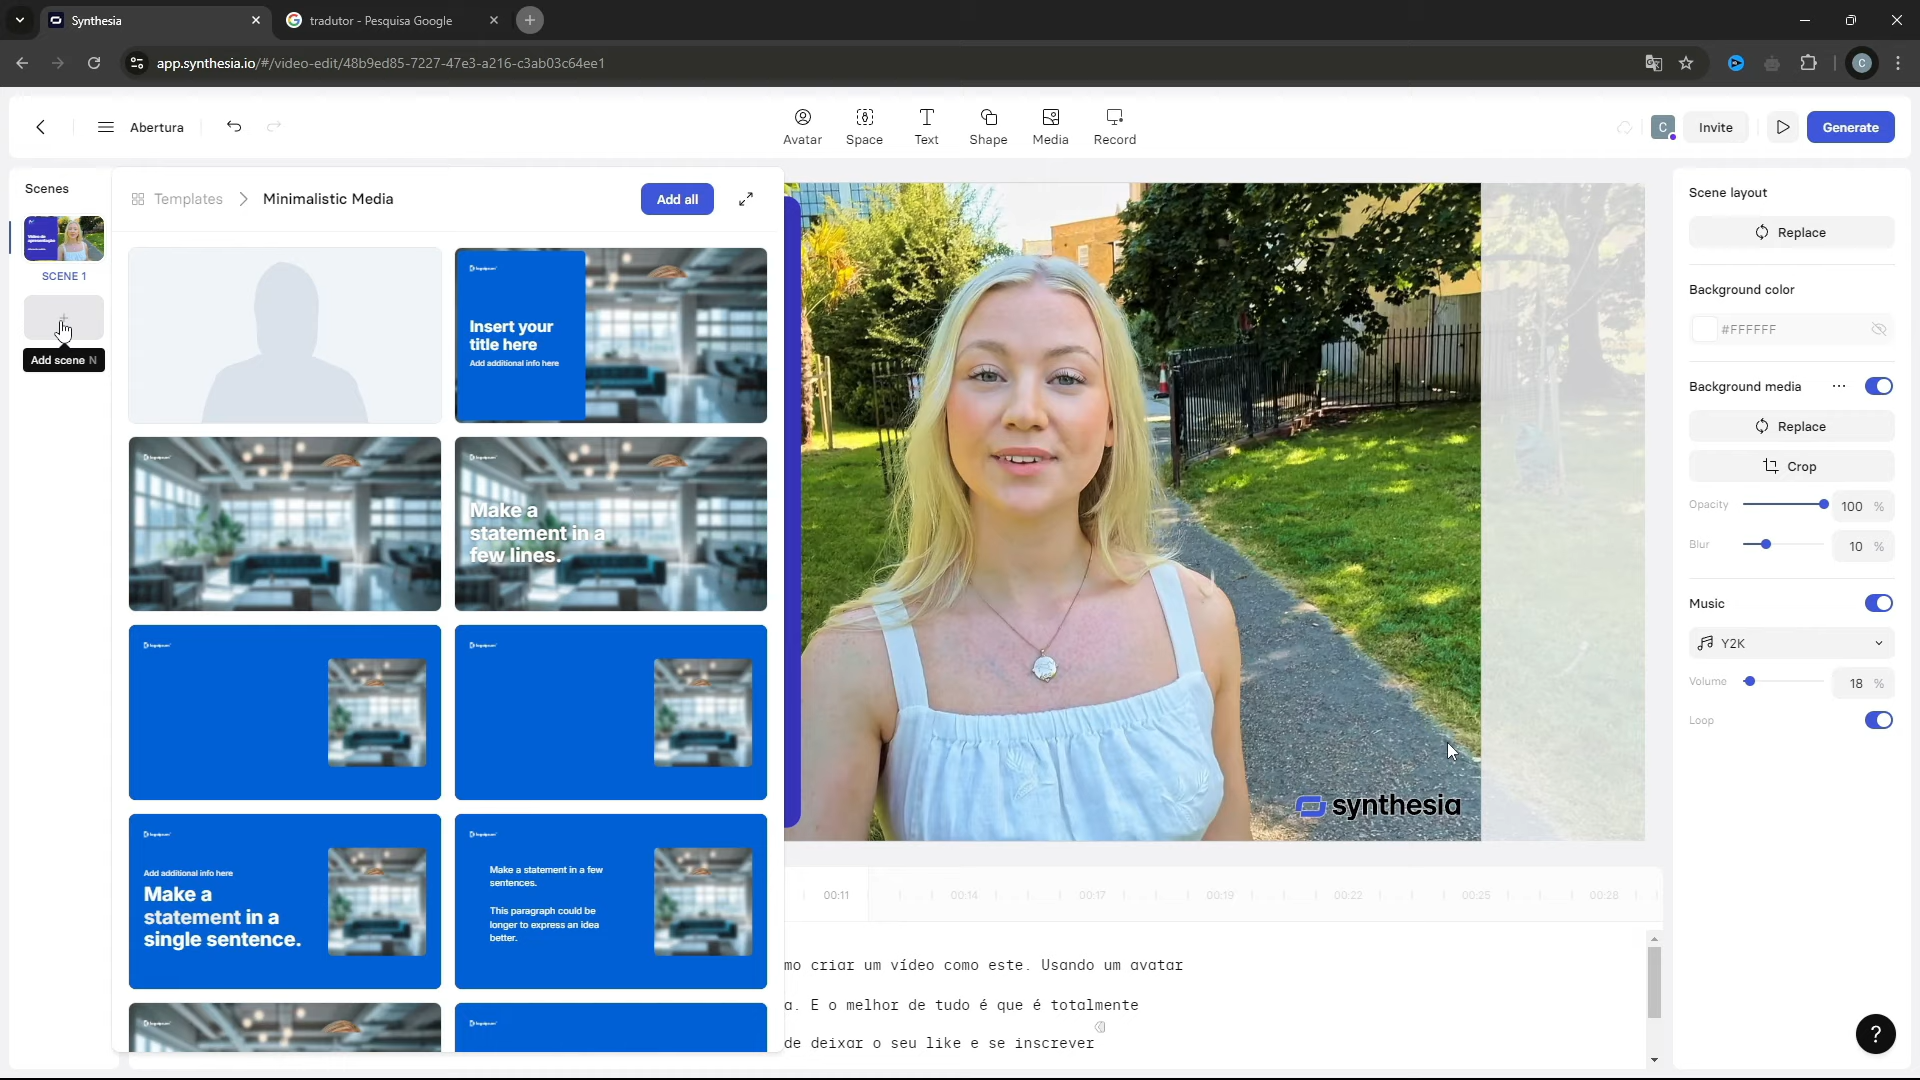 Synthesia
tradutor - Pesquisa Google
app.synthesia.io/#/video-edit/48b9ed85-7227-47e3-a216-c3ab03c64ee1
C
Abertura
Avatar
Space
Text
Shape
Media
Record
C
Invite
Generate
Scenes
SCENE 1
Add scene N
Templates
Minimalistic Media
Add all
Insert your
title here
Add additional info here
Make a
statement in a
few lines.
Add additional info here
Make a
statement in a
single sentence.
Make a statement in a few
sentences.
This paragraph could be
longer to express an idea
better.
synthesia
00:11
00:14
00:17
00:19
00:22
00:25
00:28
mo criar um vídeo como este. Usando um avatar
a. E o melhor de tudo é que é totalmente
de deixar o seu like e se inscrever
Scene layout
Replace
Background color
#FFFFFF
Background media
Replace
Crop
Opacity
100 %
Blur
10 %
Music
Y2K
Volume
18 %
Loop
?